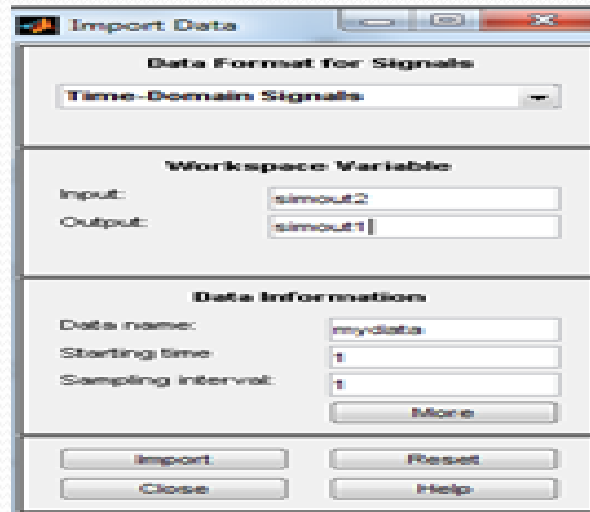 Import Data
Data Format for Signals
Time-Domain Signals
Workspace Variable
Input: simout2
Output: simout1
Data Information
Data name: mydata
Starting time 1
Sampling interval: 1
More
Import Reset
Close Help